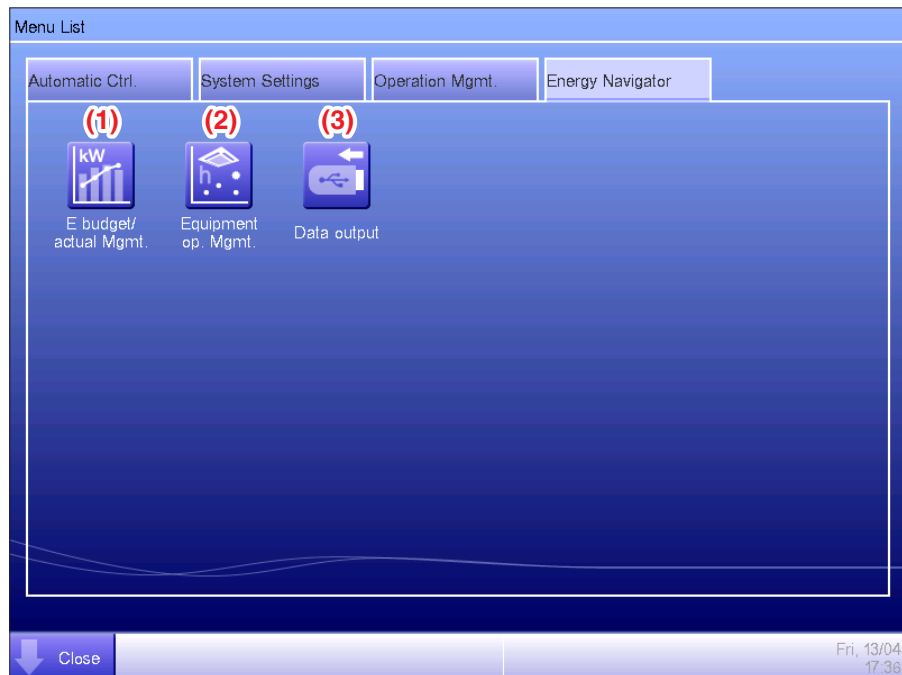 Menu List
Automatic Ctrl. System Settings Operation Mgmt. Energy Navigator
(1) (2) (3)
kW h
E budget/ Equipment Data output
actual Mgmt. op. Mgmt.
Close
Fri, 13/04
17:36